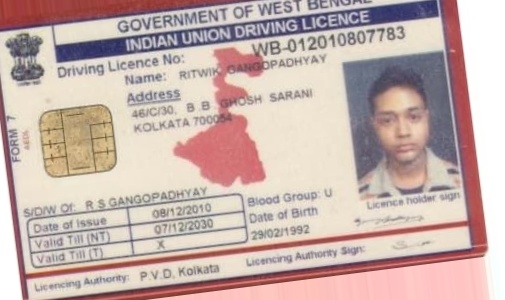 GOVERNMENT OF WEST BENGAL
INDIAN UNION DRIVING LICENCE
Driving Licence No: WB-012010807783
Name: RITWIK GANGOPADHYAY
Address
46/C/30, B.B. GHOSH SARANI
KOLKATA 700054
FORM 7
S/D/W Of: R.S GANGOPADHYAY
Date of Issue 08/12/2010
Valid Till (NT) 07/12/2030
Valid Till (T) X
Blood Group: U
Date of Birth
29/02/1992
Licence holder sign
Licensing Authority: P.V.D. Kolkata
Licensing Authority Sign: